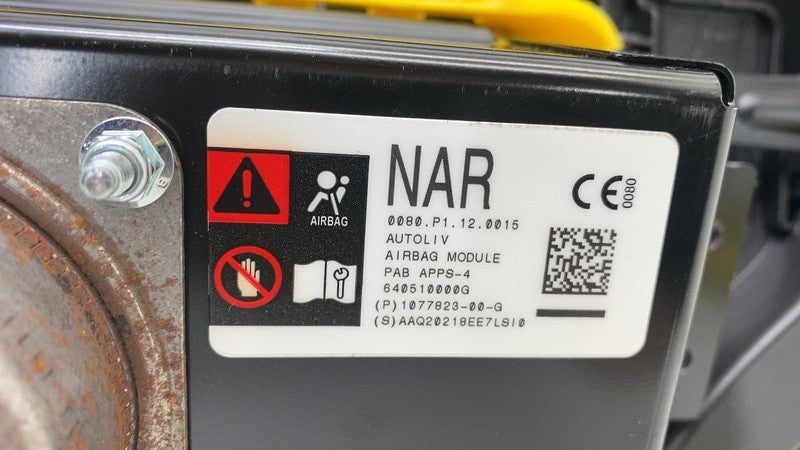 NAR
0080.P1.12.0015
AUTOLIV
AIRBAG MODULE
PAB APPS-4
640510000G
(P)1077823-00-G
(S)AAQ20218EE7LSI0
AIRBAG
CE 0080